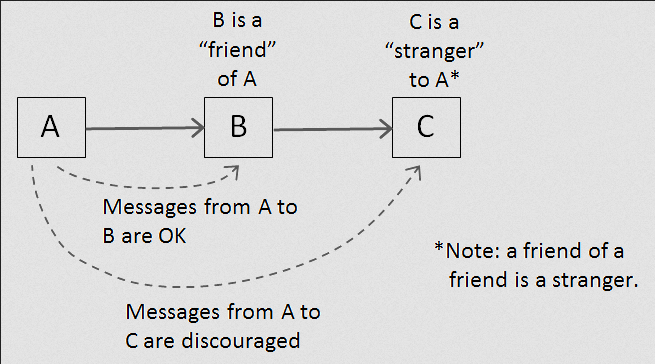 B is a
“friend”
of A
C is a
“stranger”
to A*
A
B
C
Messages from A to
B are OK
*Note: a friend of a
friend is a stranger.
Messages from A to
C are discouraged